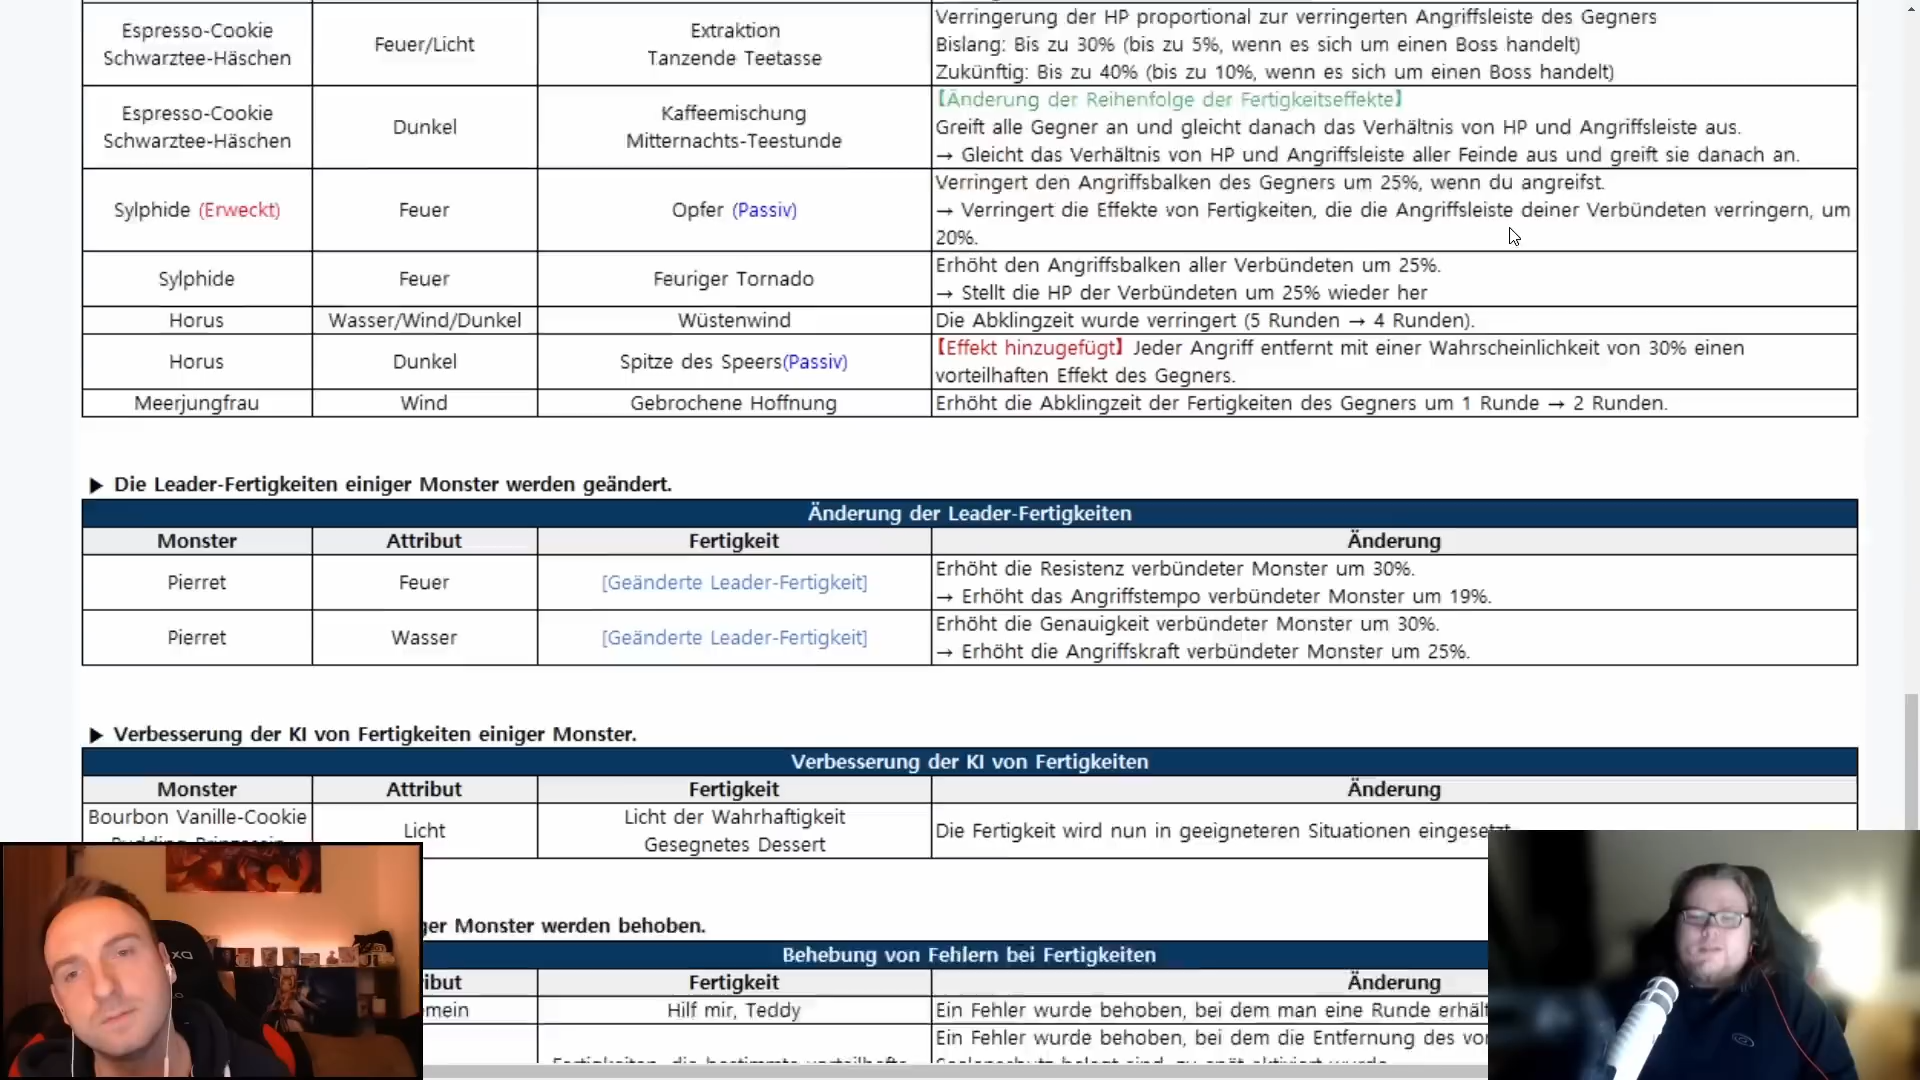 Espresso-Cookie
Schwarztee-Häschen
Feuer/Licht
Extraktion
Tanzende Teetasse
Verringerung der HP proportional zur verringerten Angriffsleiste des Gegners
Bislang: Bis zu 30% (bis zu 5%, wenn es sich um einen Boss handelt)
Zukünftig: Bis zu 40% (bis zu 10%, wenn es sich um einen Boss handelt)
Espresso-Cookie
Schwarztee-Häschen
Dunkel
Kaffeemischung
Mitternachts-Teestunde
【Änderung der Reihenfolge der Fertigkeitseffekte】
Greift alle Gegner an und gleicht danach das Verhältnis von HP und Angriffsleiste aus.
→ Gleicht das Verhältnis von HP und Angriffsleiste aller Feinde aus und greift sie danach an.
Sylphide (Erweckt)
Feuer
Opfer (Passiv)
Verringert den Angriffsbalken des Gegners um 25%, wenn du angreifst.
→ Verringert die Effekte von Fertigkeiten, die die Angriffsleiste deiner Verbündeten verringern, um
20%.
Sylphide
Feuer
Feuriger Tornado
Erhöht den Angriffsbalken aller Verbündeten um 25%.
→ Stellt die HP der Verbündeten um 25% wieder her
Horus
Wasser/Wind/Dunkel
Wüstenwind
Die Abklingzeit wurde verringert (5 Runden → 4 Runden).
Horus
Dunkel
Spitze des Speers(Passiv)
【Effekt hinzugefügt】 Jeder Angriff entfernt mit einer Wahrscheinlichkeit von 30% einen
vorteilhaften Effekt des Gegners.
Meerjungfrau
Wind
Gebrochene Hoffnung
Erhöht die Abklingzeit der Fertigkeiten des Gegners um 1 Runde → 2 Runden.
▶ Die Leader-Fertigkeiten einiger Monster werden geändert.
Änderung der Leader-Fertigkeiten
Monster
Attribut
Fertigkeit
Änderung
Pierret
Feuer
[Geänderte Leader-Fertigkeit]
Erhöht die Resistenz verbündeter Monster um 30%.
→ Erhöht das Angriffstempo verbündeter Monster um 19%.
Pierret
Wasser
[Geänderte Leader-Fertigkeit]
Erhöht die Genauigkeit verbündeter Monster um 30%.
→ Erhöht die Angriffskraft verbündeter Monster um 25%.
▶ Verbesserung der KI von Fertigkeiten einiger Monster.
Verbesserung der KI von Fertigkeiten
Monster
Attribut
Fertigkeit
Änderung
Bourbon Vanille-Cookie
Licht
Licht der Wahrhaftigkeit
Gesegnetes Dessert
Die Fertigkeit wird nun in geeigneteren Situationen eingesetzt
ger Monster werden behoben.
Behebung von Fehlern bei Fertigkeiten
ribut
Fertigkeit
Änderung
mein
Hilf mir, Teddy
Ein Fehler wurde behoben, bei dem man eine Runde erhäl
Ein Fehler wurde behoben, bei dem die Entfernung des vo